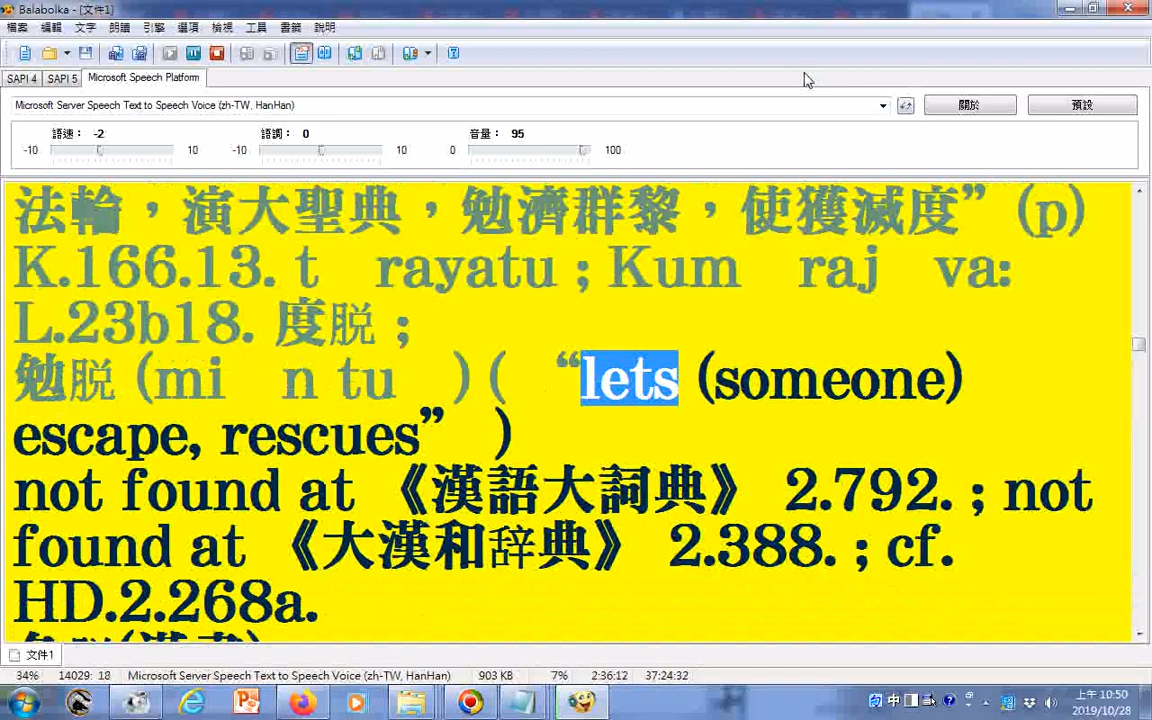 Balabolka - [文件1]
檔案 編輯 文字 朗讀 引擎 選項 檢視 工具 書籤 說明
SAPI 4 SAPI 5 Microsoft Speech Platform
Microsoft Server Speech Text to Speech Voice (zh-TW, HanHan) 關於 預設
語速： -2 語調： 0 音量： 95
-10 10 -10 10 0 100
法輪，演大聖典，勉濟群黎，使獲滅度” (p)
K.166.13. t rayatu ; Kum raj va:
L.23b18. 度脱 ;
勉脱 (mi n tu ) ( “lets (someone)
escape, rescues” )
not found at 《漢語大詞典》 2.792. ; not
found at 《大漢和辞典》 2.388. ; cf.
HD.2.268a.
文件1
34% 14029: 18 Microsoft Server Speech Text to Speech Voice (zh-TW, HanHan) 903 KB 7% 2:36:12 37:24:32
中 上午 10:50
2019/10/28